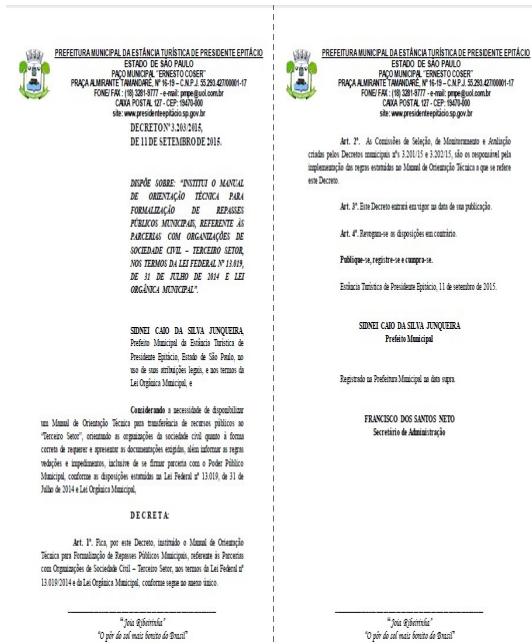 PREFEITURA MUNICIPAL DA ESTÂNCIA TURÍSTICA DE PRESIDENTE EPITÁCIO
ESTADO DE SÃO PAULO
PAÇO MUNICIPAL "ERNESTO COSER"
PRAÇA ALMIRANTE TAMANDARÉ, Nº 16-19 – C.N.P.J. 55.293.427/0001-17
FONE/ FAX : (18) 3281-9777 - e-mail: pmpe@uol.com.br
CAIXA POSTAL 127 - CEP: 19470-000
site: www.presidenteepitácio.sp.gov.br
DECRETO Nº 3.203/2015,
DE 11 DE SETEMBRO DE 2015.
DISPÕE SOBRE: "INSTITUI O MANUAL
DE ORIENTAÇÃO TÉCNICA PARA
FORMALIZAÇÃO DE REPASSES
PÚBLICOS MUNICIPAIS, REFERENTE ÀS
PARCERIAS COM ORGANIZAÇÕES DE
SOCIEDADE CIVIL – TERCEIRO SETOR,
NOS TERMOS DA LEI FEDERAL Nº 13.019,
DE 31 DE JULHO DE 2014 E LEI
ORGÂNICA MUNICIPAL".
SIDNEI CAIO DA SILVA JUNQUEIRA,
Prefeito Municipal da Estância Turística de
Presidente Epitácio, Estado de São Paulo, no
uso de suas atribuições legais, e nos termos da
Lei Orgânica Municipal, e
Considerando a necessidade de disponibilizar
um Manual de Orientação Técnica para transferência de recursos públicos ao
"Terceiro Setor", orientando as organizações da sociedade civil quanto à forma
correta de requerer e apresentar as documentações exigidas, além informar as regras
vedações e impedimentos, inclusive de se firmar parceria com o Poder Público
Municipal, conforme as disposições estatuídas na Lei Federal nº 13.019, de 31 de
Julho de 2014 e Lei Orgânica Municipal,
D E C R E T A:
Art. 1º. Fica, por este Decreto, instituído o Manual de Orientação
Técnica para Formalização de Repasses Públicos Municipais, referente às Parcerias
com Organizações de Sociedade Civil – Terceiro Setor, nos termos da Lei Federal nº
13.019/2014 e da Lei Orgânica Municipal, conforme segue no anexo único.
"Joia Ribeirinha"
"O pôr do sol mais bonito do Brasil"
PREFEITURA MUNICIPAL DA ESTÂNCIA TURÍSTICA DE PRESIDENTE EPITÁCIO
ESTADO DE SÃO PAULO
PAÇO MUNICIPAL "ERNESTO COSER"
PRAÇA ALMIRANTE TAMANDARÉ, Nº 16-19 – C.N.P.J. 55.293.427/0001-17
FONE/ FAX : (18) 3281-9777 - e-mail: pmpe@uol.com.br
CAIXA POSTAL 127 - CEP: 19470-000
site: www.presidenteepitácio.sp.gov.br
Art. 2º. As Comissões de Seleção, de Monitoramento e Avaliação
criadas pelos Decretos municipais nºs 3.201/15 e 3.202/15, são os responsável pela
implementação das regras estatuídas no Manual de Orientação Técnica a que se refere
este Decreto.
Art. 3º. Este Decreto entrará em vigor na data de sua publicação.
Art. 4º. Revogam-se as disposições em contrário.
Publique-se, registre-se e cumpra-se.
Estância Turística de Presidente Epitácio, 11 de setembro de 2015.
SIDNEI CAIO DA SILVA JUNQUEIRA
Prefeito Municipal
Registrado na Prefeitura Municipal na data supra.
FRANCISCO DOS SANTOS NETO
Secretário de Administração
"Joia Ribeirinha"
"O pôr do sol mais bonito do Brasil"